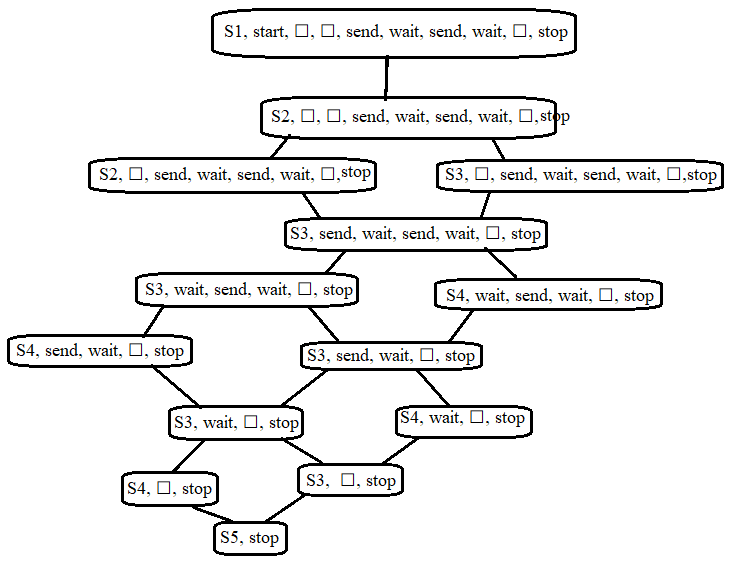 S1, start, □, □, send, wait, send, wait, □, stop
S2, □, □, send, wait, send, wait, □,stop
S2, □, send, wait, send, wait, □,stop
S3, □, send, wait, send, wait, □,stop
S3, send, wait, send, wait, □, stop
S3, wait, send, wait, □, stop
S4, wait, send, wait, □, stop
S4, send, wait, □, stop
S3, send, wait, □, stop
S3, wait, □, stop
S4, wait, □, stop
S4, □, stop
S3, □, stop
S5, stop